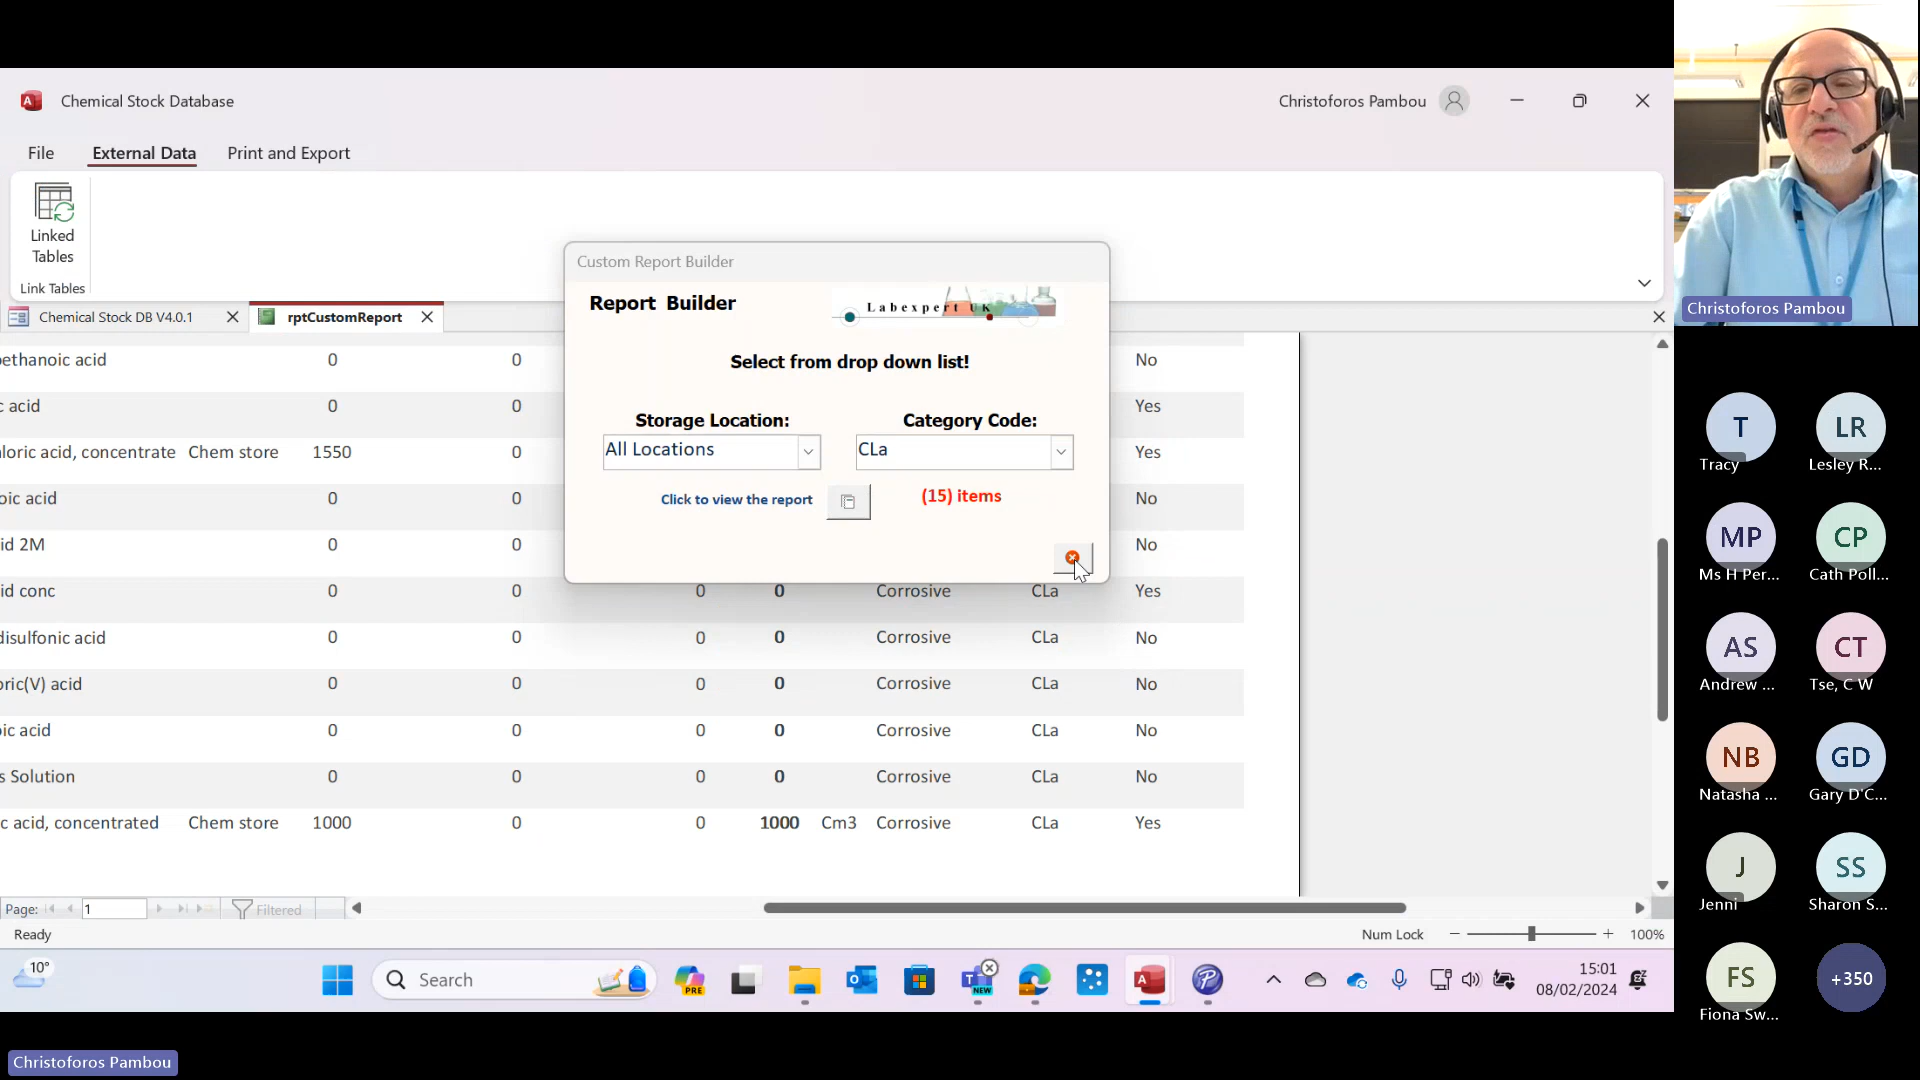 Chemical Stock Database
Christoforos Pambou
File
External Data
Print and Export
Linked
Tables
Link Tables
Chemical Stock DB V4.0.1
rptCustomReport
Custom Report Builder
Report Builder
Labexpert UK
Select from drop down list!
Storage Location:
Category Code:
All Locations
CLa
Click to view the report
(15) items
ethanoic acid 0 0 No
c acid 0 0 Yes
loric acid, concentrate Chem store 1550 Yes
oic acid 0 0 No
id 2M 0 0 No
id conc 0 0 0 0 Corrosive CLa Yes
disulfonic acid 0 0 0 0 Corrosive CLa No
oric(V) acid 0 0 0 0 Corrosive CLa No
ic acid 0 0 0 0 Corrosive CLa No
s Solution 0 0 0 0 Corrosive CLa No
c acid, concentrated Chem store 1000 0 0 1000 Cm3 Corrosive CLa Yes
Page: 1
Filtered
Ready
Num Lock
100%
10°
Search
PRE
NEW
15:01
08/02/2024
Christoforos Pambou
Christoforos Pambou
T
Tracy
LR
Lesley R...
MP
Ms H Per...
CP
Cath Poll...
AS
Andrew ...
CT
Tse, C W
NB
Natasha ...
GD
Gary D'C...
J
Jenni
SS
Sharon S...
FS
Fiona Sw...
+350